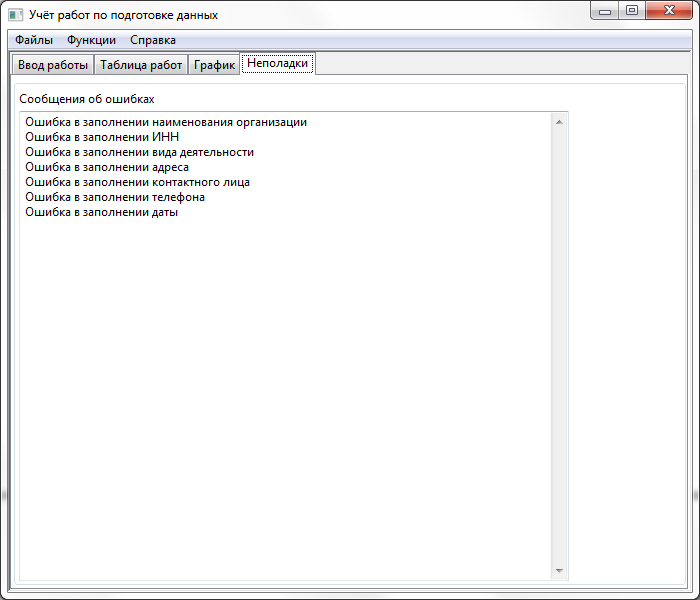 Учёт работ по подготовке данных
Файлы Функции Справка
Ввод работы Таблица работ График Неполадки
Сообщения об ошибках
Ошибка в заполнении наименования организации
Ошибка в заполнении ИНН
Ошибка в заполнении вида деятельности
Ошибка в заполнении адреса
Ошибка в заполнении контактного лица
Ошибка в заполнении телефона
Ошибка в заполнении даты